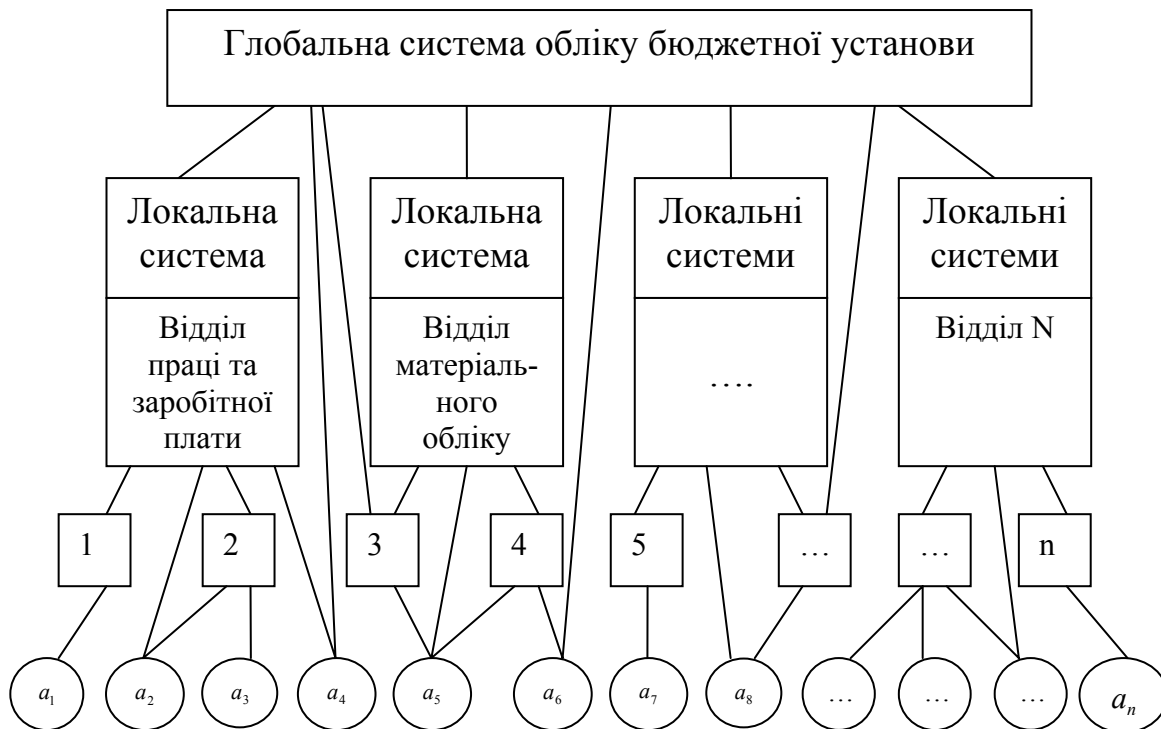 Глобальна система обліку бюджетної установи
Локальна
система
Локальна
система
Локальні
системи
Локальні
системи
Відділ
праці та
заробітної
плати
Відділ
матеріаль-
ного
обліку
….
Відділ N
1
2
3
4
5
…
…
n
a₁
a₂
a₃
a₄
a₅
a₆
a₇
a₈
…
…
…
aₙ